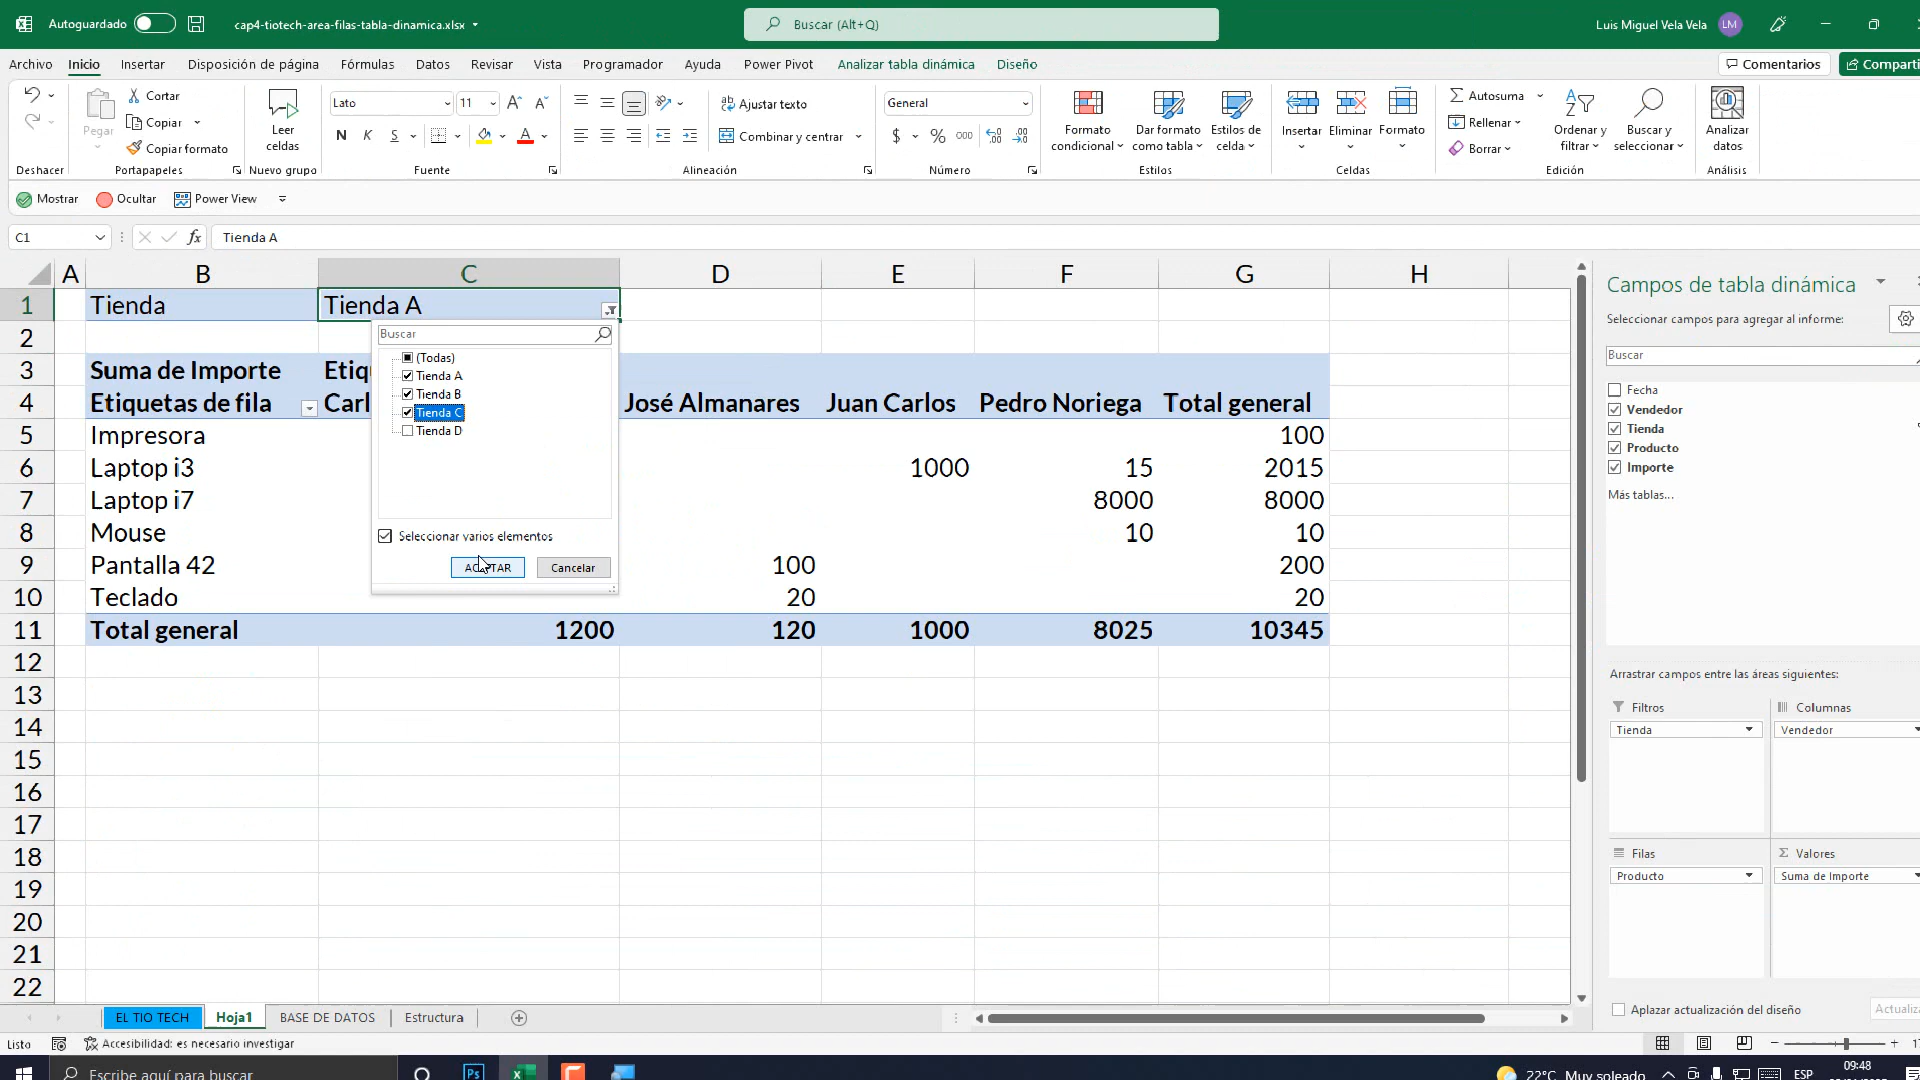 Autoguardado
cap4-tiotech-area-filas-tabla-dinamica.xlsx
Buscar (Alt+Q)
Luis Miguel Vela Vela
LM
Archivo Inicio Insertar Disposición de página Fórmulas Datos Revisar Vista Programador Ayuda Power Pivot Analizar tabla dinámica Diseño
Comentarios
Comparti
Pegar
Cortar
Copiar
Copiar formato
Leer celdas
Lato 11
N K S
Ajustar texto
Combinar y centrar
General
$ % 000
Formato condicional
Dar formato como tabla
Estilos de celda
Insertar Eliminar Formato
Autosuma
Rellenar
Borrar
Ordenar y filtrar
Buscar y seleccionar
Analizar datos
Deshacer Portapapeles Nuevo grupo Fuente Alineación Número Estilos Celdas Edición Análisis
Mostrar Ocultar Power View
C1
fx
Tienda A
A B C D E F G H
1 Tienda Tienda A
2
3 Suma de Importe Etiq
4 Etiquetas de fila Carl José Almanares Juan Carlos Pedro Noriega Total general
5 Impresora 100
6 Laptop i3 1000 15 2015
7 Laptop i7 8000 8000
8 Mouse 10 10
9 Pantalla 42 100 200
10 Teclado 20 20
11 Total general 1200 120 1000 8025 10345
12
13
14
15
16
17
18
19
20
21
22
Buscar
(Todas)
Tienda A
Tienda B
Tienda C
Tienda D
Seleccionar varios elementos
Cancelar
Campos de tabla dinámica
Seleccionar campos para agregar al informe:
Buscar
Fecha
Vendedor
Tienda
Producto
Importe
Más tablas...
Arrastrar campos entre las áreas siguientes:
Filtros
Columnas
Tienda
Vendedor
Filas
Valores
Producto
Suma de Importe
Aplazar actualización del diseño
Actualiza
EL TIO TECH Hoja1 BASE DE DATOS Estructura
Listo
Accesibilidad: es necesario investigar
Escribe aquí para buscar
Ps
22°C Muy soleado
ESP
09:48